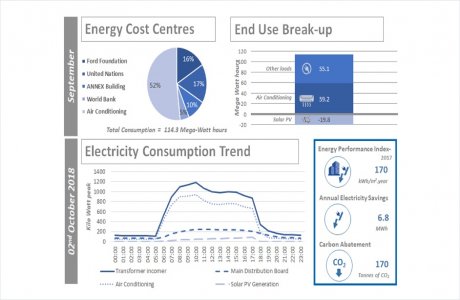 Energy Cost Centres
September
Ford Foundation
United Nations
ANNEX Building
World Bank
Air Conditioning
16%
17%
10%
52%
Total Consumption = 114.3 Mega-Watt hours
End Use Break-up
Mega Watt hours
120
100
80
60
40
20
0
-20
-40
Other loads
55.1
Air Conditioning
59.2
Solar PV
-19.8
02nd October 2018
Electricity Consumption Trend
Kilo Watt peak
1400
1200
1000
800
600
400
200
0
00:00 01:00 02:00 03:00 04:00 05:00 06:00 07:00 08:00 09:00 10:00 11:00 12:00 13:00 14:00 15:00 16:00 17:00 18:00 19:00 20:00 21:00 22:00 23:00
Transformer Incomer
Main Distribution Board
Air Conditioning
Solar PV Generation
Energy Performance Index-
2017
170
kWh/m² year
Annual Electricity Savings
6.8
MWh
Carbon Abatement
CO₂
170
Tonnes of CO₂